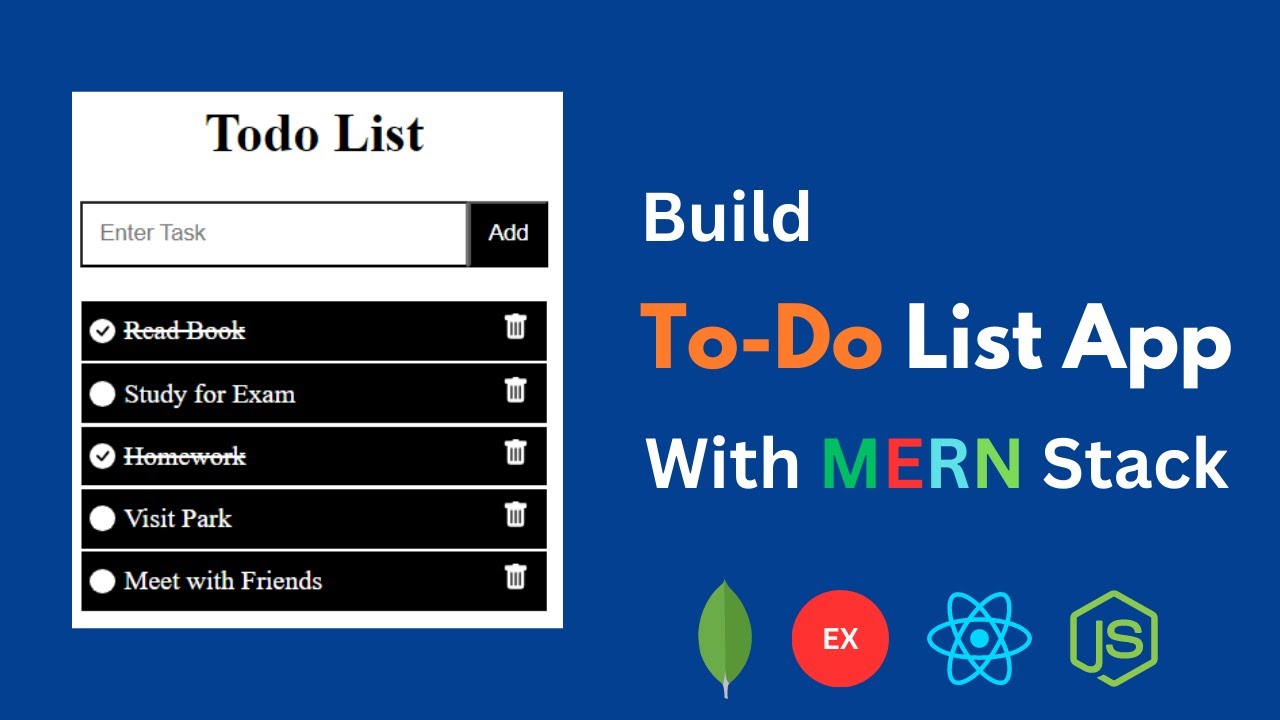 Todo List
Enter Task
Add
Read Book
Study for Exam
Homework
Visit Park
Meet with Friends
Build
To-Do List App
With MERN Stack
EX
JS